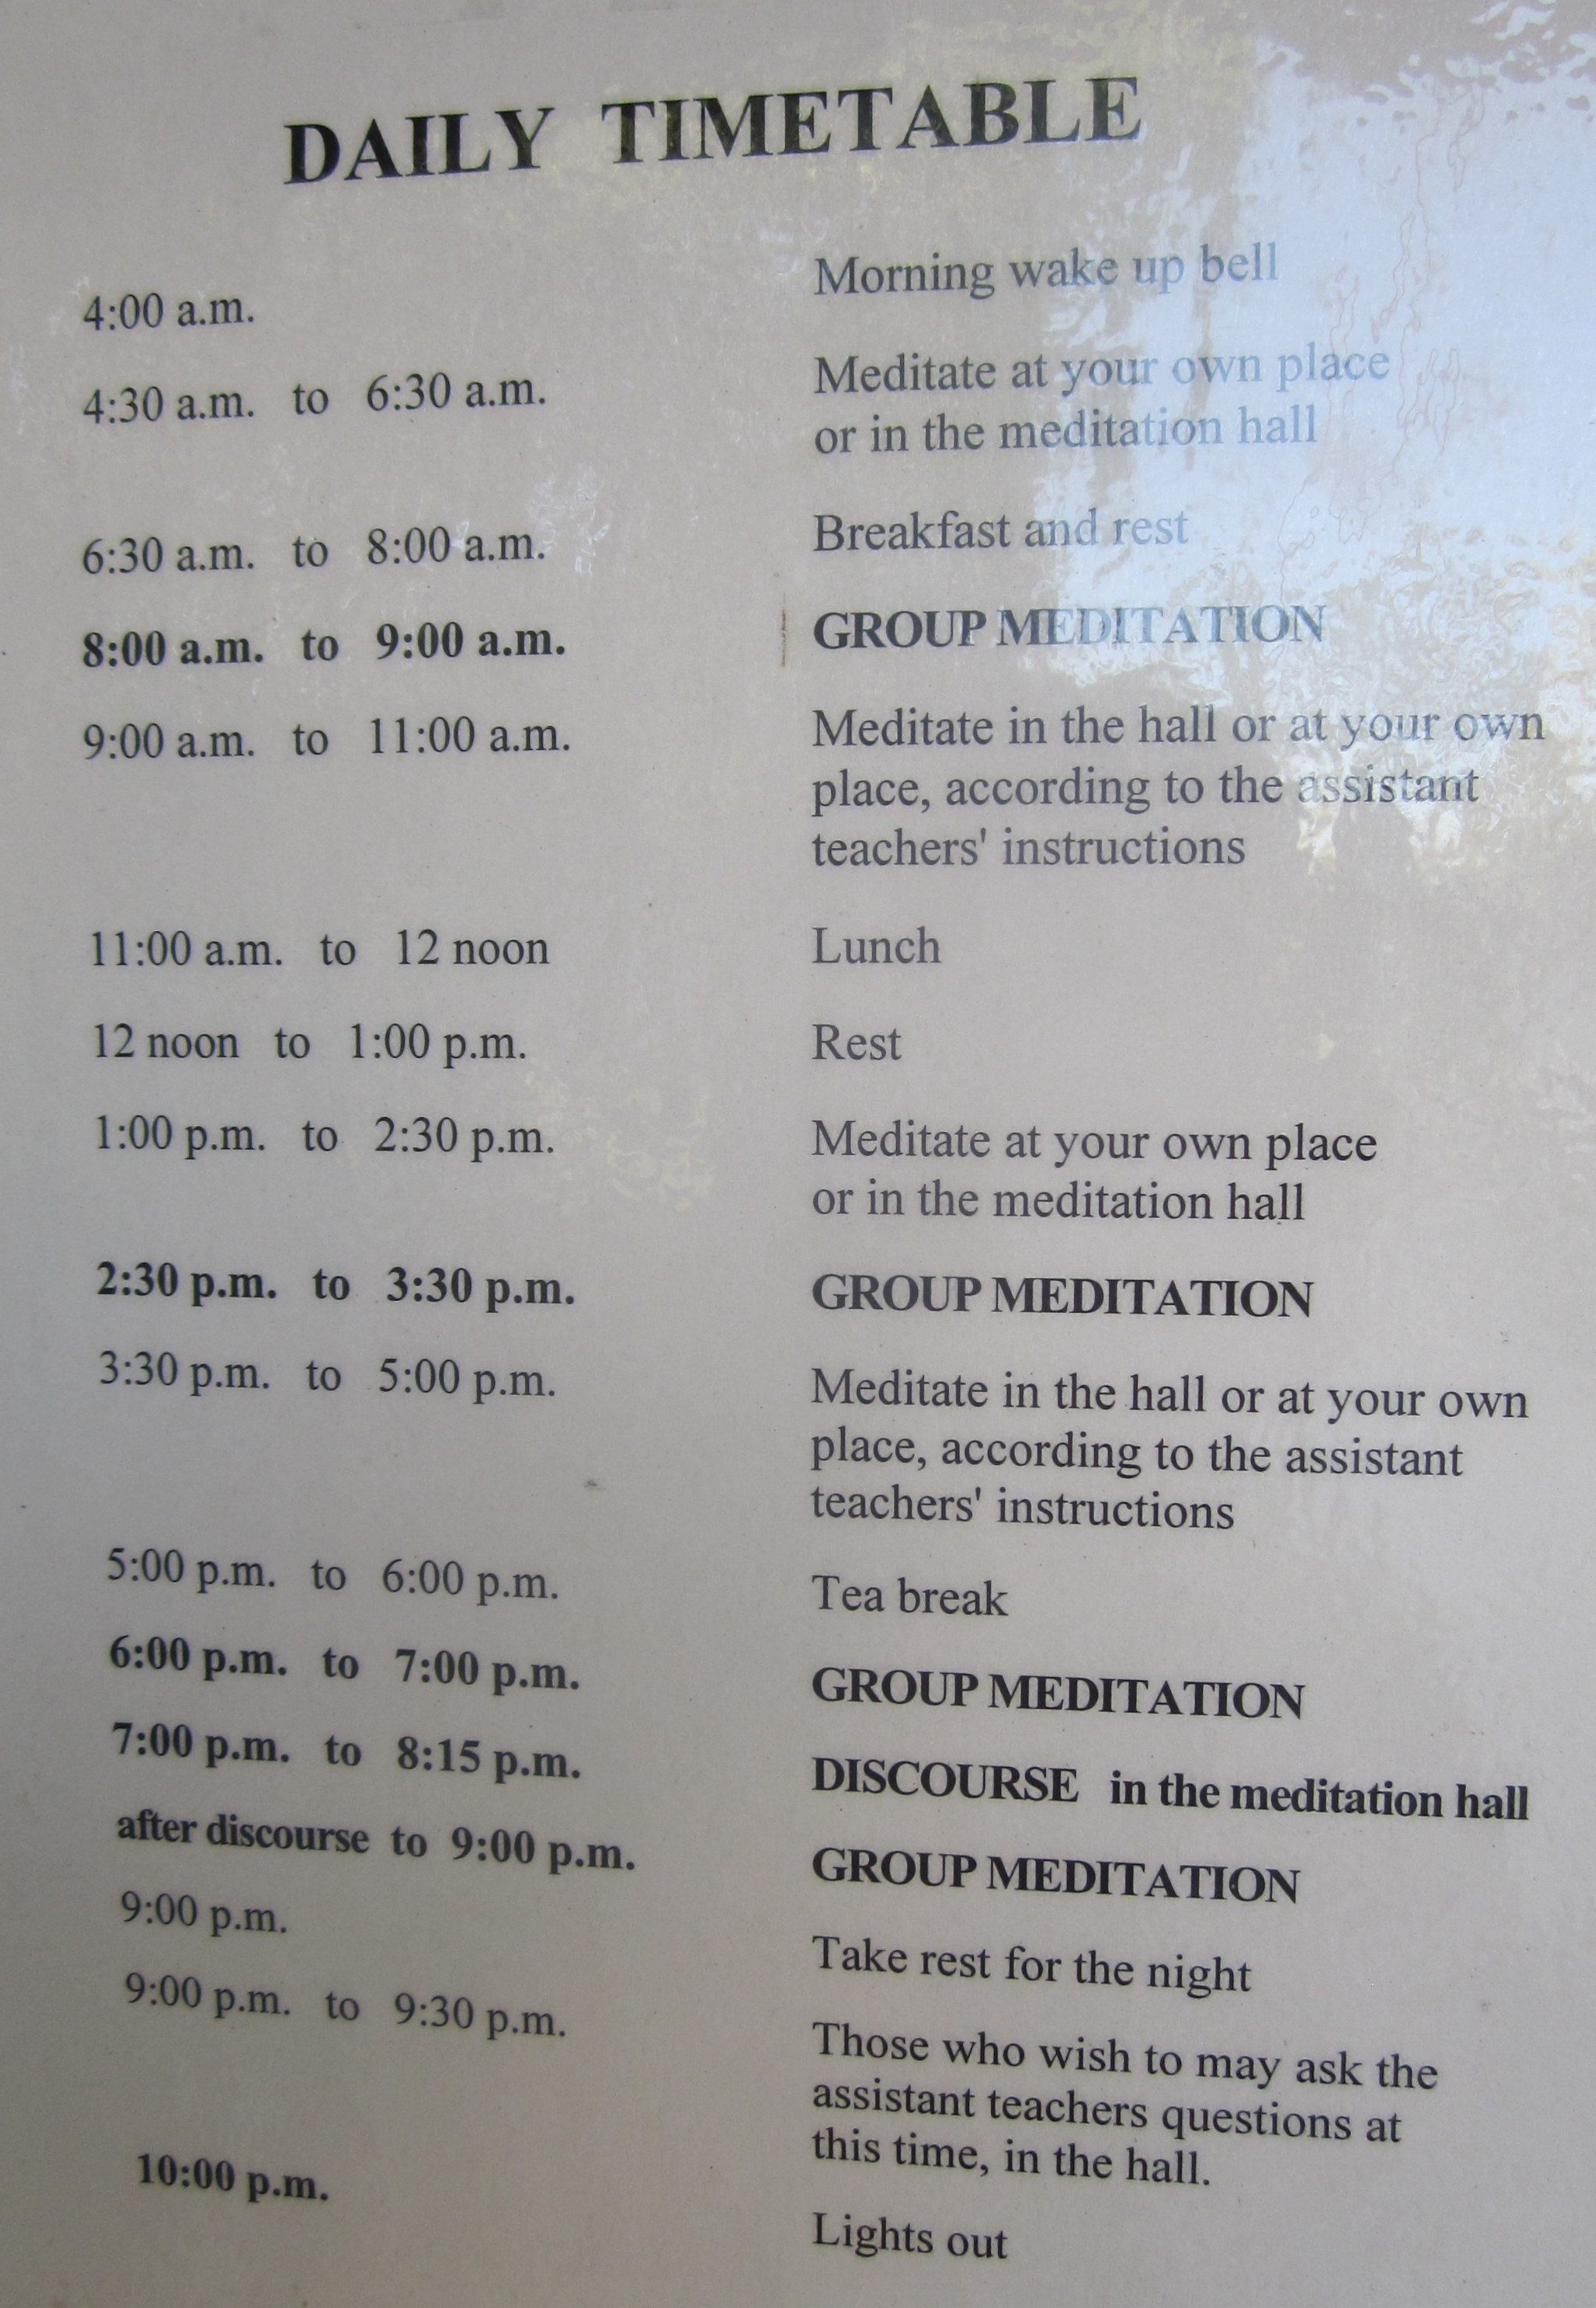 DAILY TIMETABLE
4:00 a.m. Morning wake up bell
4:30 a.m. to 6:30 a.m. Meditate at your own place
or in the meditation hall
6:30 a.m. to 8:00 a.m. Breakfast and rest
8:00 a.m. to 9:00 a.m. GROUP MEDITATION
9:00 a.m. to 11:00 a.m. Meditate in the hall or at your own
place, according to the assistant
teachers' instructions
11:00 a.m. to 12 noon Lunch
12 noon to 1:00 p.m. Rest
1:00 p.m. to 2:30 p.m. Meditate at your own place
or in the meditation hall
2:30 p.m. to 3:30 p.m. GROUP MEDITATION
3:30 p.m. to 5:00 p.m. Meditate in the hall or at your own
place, according to the assistant
teachers' instructions
5:00 p.m. to 6:00 p.m. Tea break
6:00 p.m. to 7:00 p.m. GROUP MEDITATION
7:00 p.m. to 8:15 p.m. DISCOURSE in the meditation hall
after discourse to 9:00 p.m. GROUP MEDITATION
9:00 p.m. Take rest for the night
9:00 p.m. to 9:30 p.m. Those who wish to may ask the
assistant teachers questions at
this time, in the hall.
10:00 p.m. Lights out